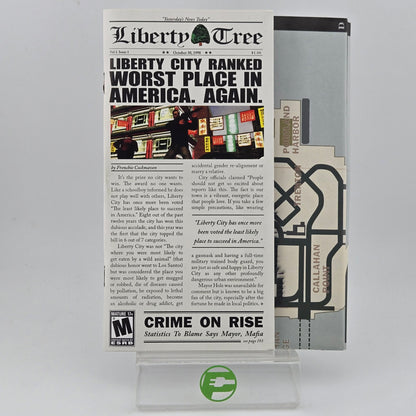 "Yesterday's News Today"
Liberty Tree
Vol 1 Issue 1
October 30, 1998
$1.50
LIBERTY CITY RANKED
WORST PLACE IN
AMERICA. AGAIN.
by Frenchie Cocksmatsen
It's the prize no city wants to
win. The award no one wants.
Like a schoolboy informed he does
not play well with others, Liberty
City has once more been voted
"The least likely place to succeed
in America." Eight out of the past
twelve years the city has won this
dubious accolade, and this year was
the first that the city topped the
bill in 6 out of 7 categories.
Liberty City was not "The city
where you were most likely to
get eaten by a wild animal" (that
dubious honor went to Los Santos)
but was considered the place you
were most likely to get mugged
or robbed, die of diseases caused
by pollution, be exposed to lethal
amounts of radiation, become
an alcoholic or drug addict, get
accidental gender re-alignment or
marry a relative.
City officials claimed "People
should not get so excited about
reports like this. The fact is our
town is vibrant, energetic place
that people love. If you take a few
simple precautions, like wearing
"Liberty City has once more
been voted the least likely
place to succeed in America."
a gasmask and having a full-time
military trained body guard, you
are just as safe and happy in Liberty
City as any other profoundly
dangerous urban environment."
Mayor Hole was unavailable for
comment but is known to be a big
fan of the city, especially after the
fortune he made in local politics.
MATURE 17+
M
ESRB
CRIME ON RISE
Statistics To Blame Says Mayor, Mafia
PORTLAND
HARBOR
TRENTON
CALLAHAN
POINT